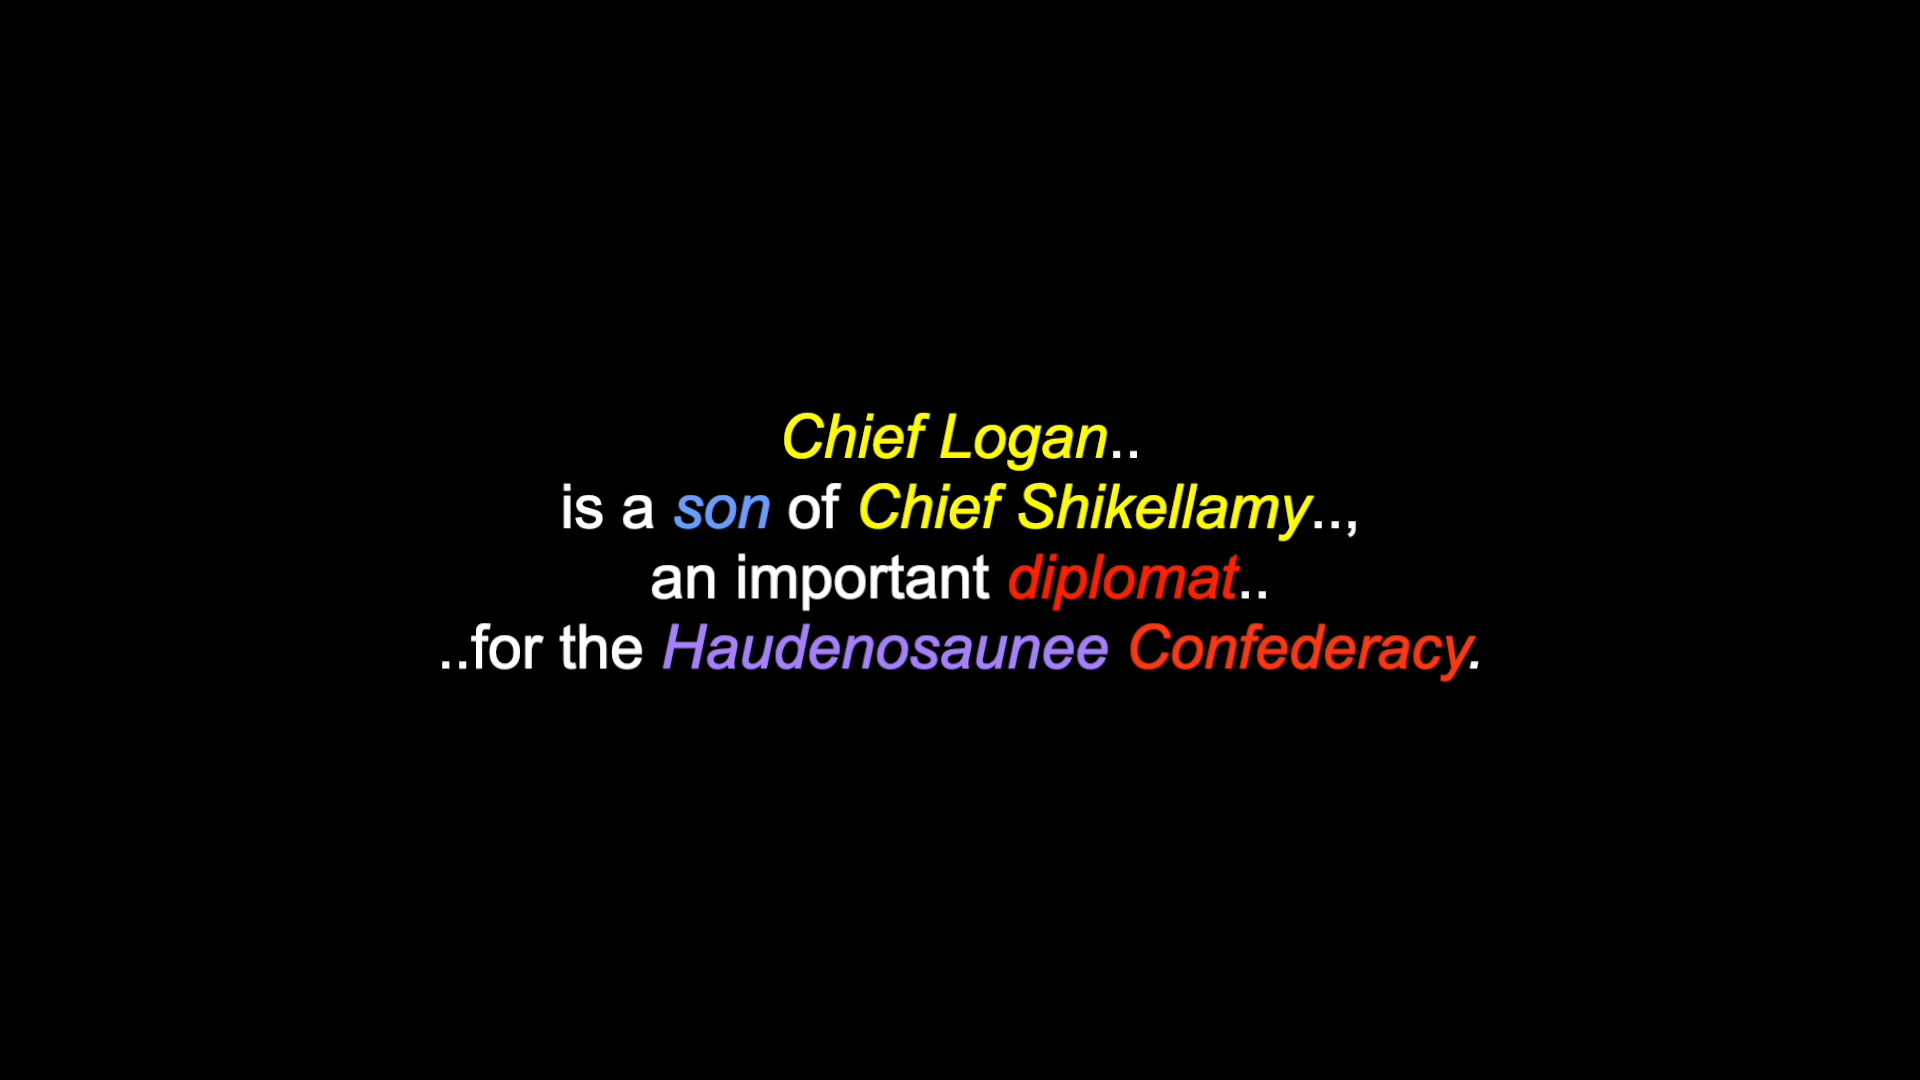 Chief Logan..
is a son of Chief Shikellamy..,
an important diplomat..
..for the Haudenosaunee Confederacy.